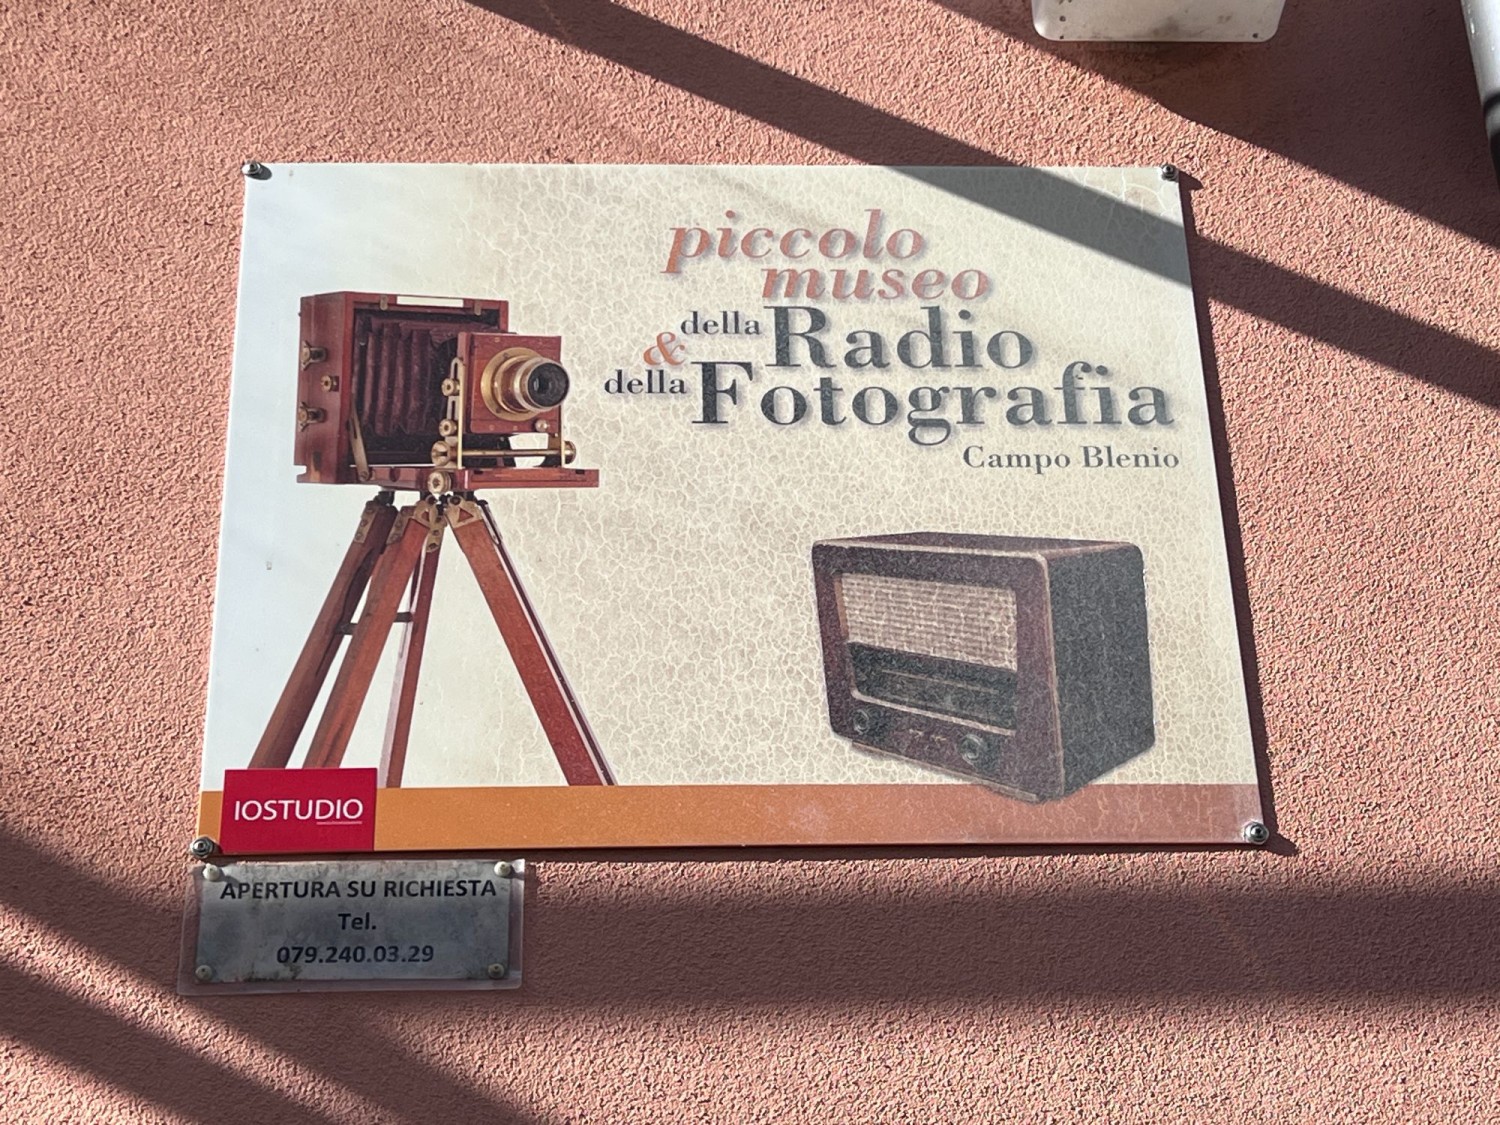 piccolo
museo
della Radio
&
della Fotografia
Campo Blenio
IOSTUDIO
APERTURA SU RICHIESTA
Tel.
079.240.03.29